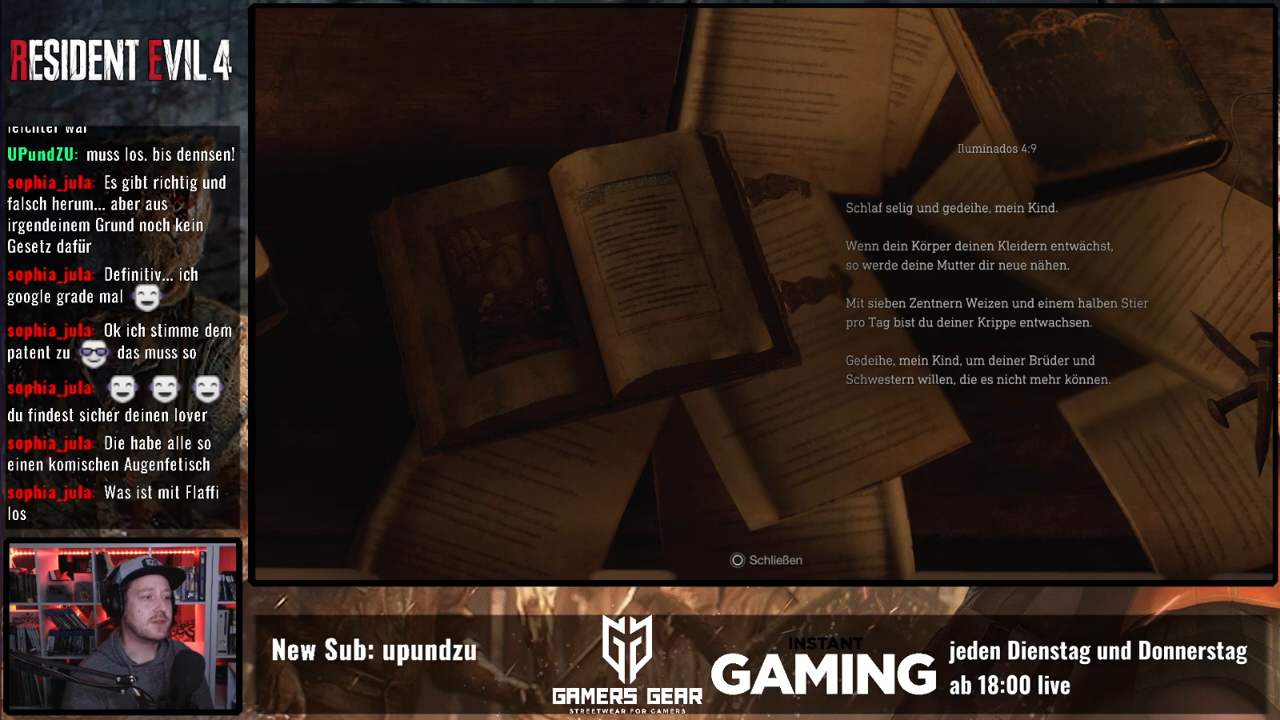 RESIDENT EVIL 4
leichter war
UPundZU: muss los. bis dennsen!
sophia_jula: Es gibt richtig und
falsch herum... aber aus
irgendeinem Grund noch kein
Gesetz dafür
sophia_jula: Definitiv... ich
google grade mal
sophia_jula: Ok ich stimme dem
patent zu das muss so
sophia_jula:
du findest sicher deinen lover
sophia_jula: Die habe alle so
einen komischen Augenfetisch
sophia_jula: Was ist mit Flaffi
los
Iluminados 4:9
Schlaf selig und gedeihe, mein Kind.
Wenn dein Körper deinen Kleidern entwächst,
so werde deine Mutter dir neue nähen.
Mit sieben Zentnern Weizen und einem halben Stier
pro Tag bist du deiner Krippe entwachsen.
Gedeihe, mein Kind, um deiner Brüder und
Schwestern willen, die es nicht mehr können.
Schließen
New Sub: upundzu
GAMERS GEAR
STREETWEAR FOR GAMERS
INSTANT
GAMING
jeden Dienstag und Donnerstag
ab 18:00 live